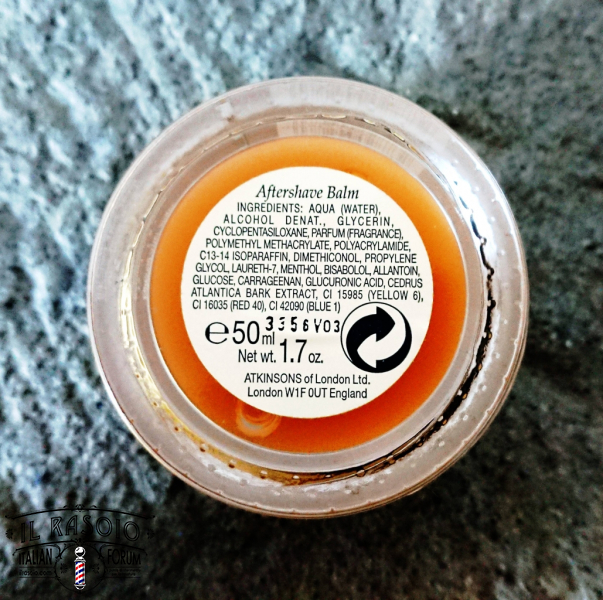 Aftershave Balm
INGREDIENTS: AQUA (WATER),
ALCOHOL DENAT., GLYCERIN,
CYCLOPENTASILOXANE, PARFUM (FRAGRANCE),
POLYMETHYL METHACRYLATE, POLYACRYLAMIDE,
C13-14 ISOPARAFFIN, DIMETHICONOL, PROPYLENE
GLYCOL, LAURETH-7, MENTHOL, BISABOLOL, ALLANTOIN,
GLUCOSE, CARRAGEENAN, GLUCURONIC ACID, CEDRUS
ATLANTICA BARK EXTRACT, CI 15985 (YELLOW 6),
CI 16035 (RED 40), CI 42090 (BLUE 1)
3356V03
℮50ml
Net wt. 1.7 oz.
ATKINSONS of London Ltd.
London W1F 0UT England
IL RASOIO
ITALIAN FORUM